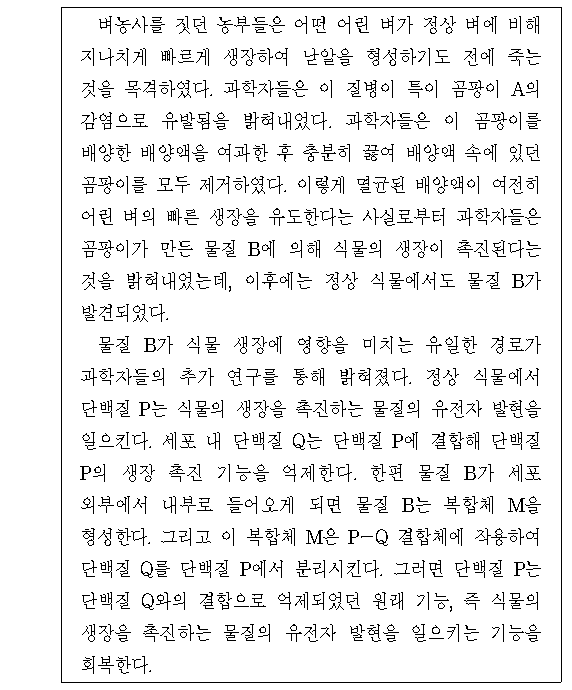 벼농사를 짓던 농부들은 어떤 어린 벼가 정상 벼에 비해
지나치게 빠르게 생장하여 낟알을 형성하기도 전에 죽는
것을 목격하였다. 과학자들은 이 질병이 특이 곰팡이 A의
감염으로 유발됨을 밝혀내었다. 과학자들은 이 곰팡이를
배양한 배양액을 여과한 후 충분히 끓여 배양액 속에 있던
곰팡이를 모두 제거하였다. 이렇게 멸균된 배양액이 여전히
어린 벼의 빠른 생장을 유도한다는 사실로부터 과학자들은
곰팡이가 만든 물질 B에 의해 식물의 생장이 촉진된다는
것을 밝혀내었는데, 이후에는 정상 식물에서도 물질 B가
발견되었다.
물질 B가 식물 생장에 영향을 미치는 유일한 경로가
과학자들의 추가 연구를 통해 밝혀졌다. 정상 식물에서
단백질 P는 식물의 생장을 촉진하는 물질의 유전자 발현을
일으킨다. 세포 내 단백질 Q는 단백질 P에 결합해 단백질
P의 생장 촉진 기능을 억제한다. 한편 물질 B가 세포
외부에서 내부로 들어오게 되면 물질 B는 복합체 M을
형성한다. 그리고 이 복합체 M은 P-Q 결합체에 작용하여
단백질 Q를 단백질 P에서 분리시킨다. 그러면 단백질 P는
단백질 Q와의 결합으로 억제되었던 원래 기능, 즉 식물의
생장을 촉진하는 물질의 유전자 발현을 일으키는 기능을
회복한다.